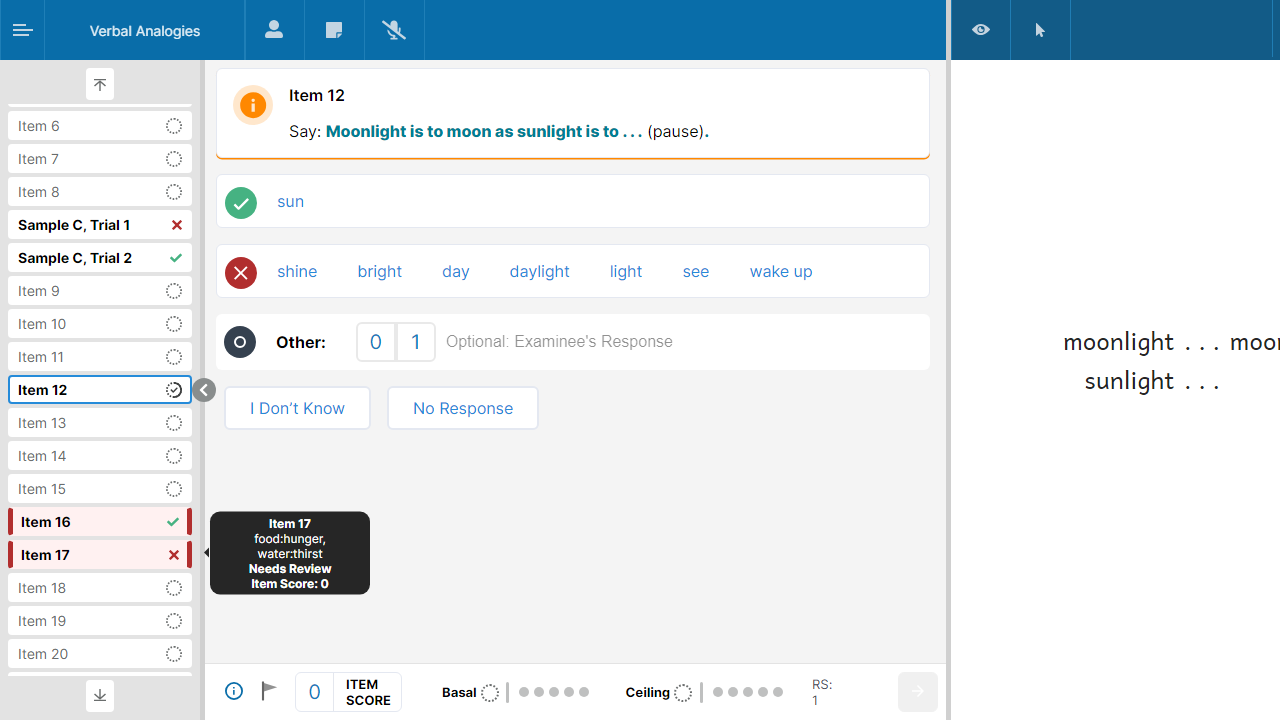 Verbal Analogies
Item 6
Item 7
Item 8
Sample C, Trial 1
Sample C, Trial 2
Item 9
Item 10
Item 11
Item 12
Item 13
Item 14
Item 15
Item 16
Item 17
Item 18
Item 19
Item 20
Item 12
Say: Moonlight is to moon as sunlight is to . . . (pause).
sun
shine bright day daylight light see wake up
Other: 0 1 Optional: Examinee's Response
I Don’t Know No Response
Item 17
food:hunger,
water:thirst
Needs Review
Item Score: 0
0 ITEM SCORE
Basal
Ceiling
RS:
1
moonlight . . . moon
sunlight . . .